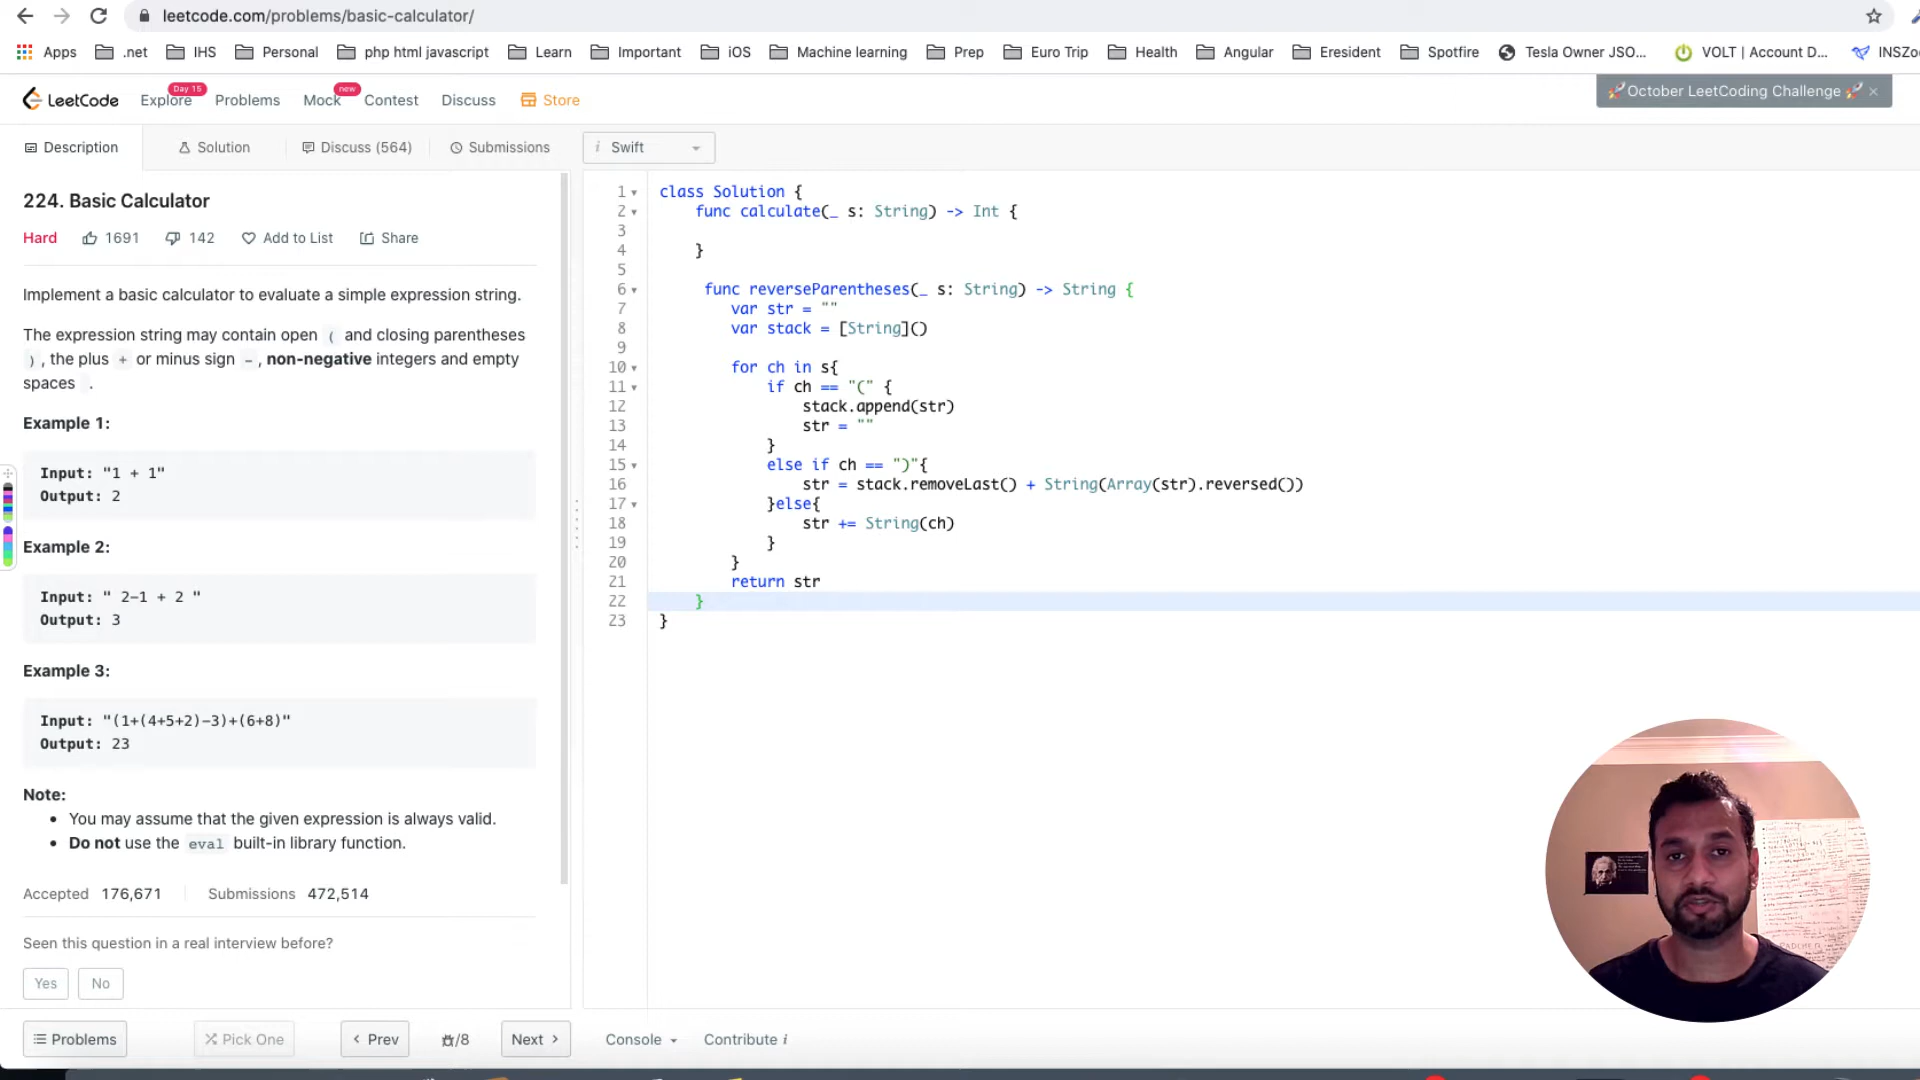 leetcode.com/problems/basic-calculator/
Apps .net IHS Personal php html javascript Learn Important iOS Machine learning Prep Euro Trip Health Angular Eresident Spotfire Tesla Owner JSO... VOLT | Account D... INSZo
LeetCode Explore Day 15 Problems Mock new Contest Discuss Store
🚀October LeetCoding Challenge 🚀 ×
Description Solution Discuss (564) Submissions
i Swift
224. Basic Calculator
Hard 1691 142 Add to List Share
Implement a basic calculator to evaluate a simple expression string.
The expression string may contain open ( and closing parentheses
), the plus + or minus sign -, non-negative integers and empty
spaces .
Example 1:
Input: "1 + 1"
Output: 2
Example 2:
Input: " 2-1 + 2 "
Output: 3
Example 3:
Input: "(1+(4+5+2)-3)+(6+8)"
Output: 23
Note:
• You may assume that the given expression is always valid.
• Do not use the eval built-in library function.
Accepted 176,671 Submissions 472,514
Seen this question in a real interview before?
Yes No
1 class Solution {
2 func calculate(_ s: String) -> Int {
3
4 }
5
6 func reverseParentheses(_ s: String) -> String {
7 var str = ""
8 var stack = [String]()
9
10 for ch in s{
11 if ch == "(" {
12 stack.append(str)
13 str = ""
14 }
15 else if ch == ")"{
16 str = stack.removeLast() + String(Array(str).reversed())
17 }else{
18 str += String(ch)
19 }
20 }
21 return str
22 }
23 }
Problems Pick One < Prev /8 Next > Console Contribute i